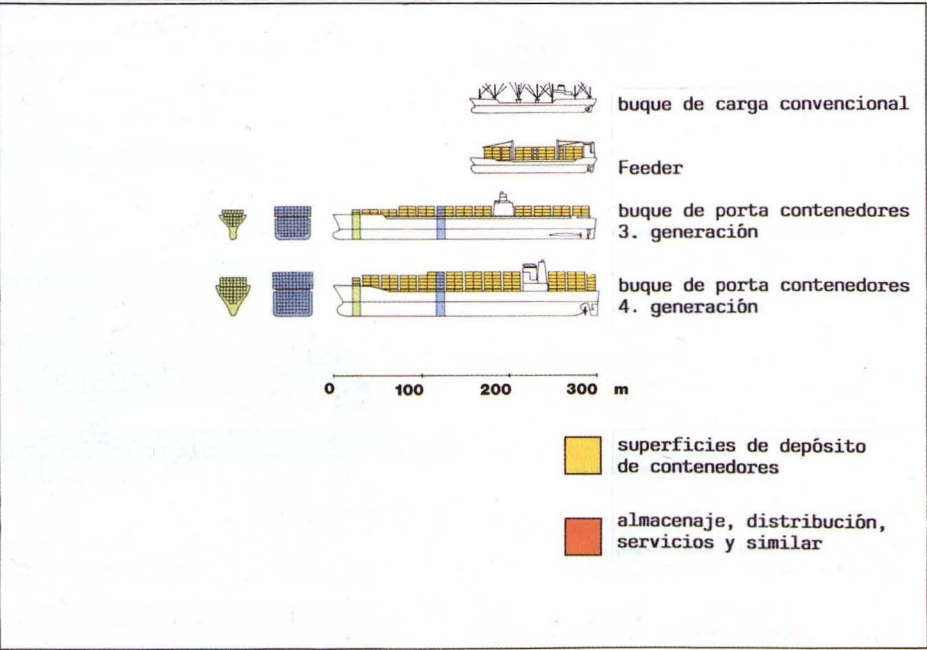 buque de carga convencional
Feeder
buque de porta contenedores
3. generación
buque de porta contenedores
4. generación
0 100 200 300 m
superficies de depósito
de contenedores
almacenaje, distribución,
servicios y similar